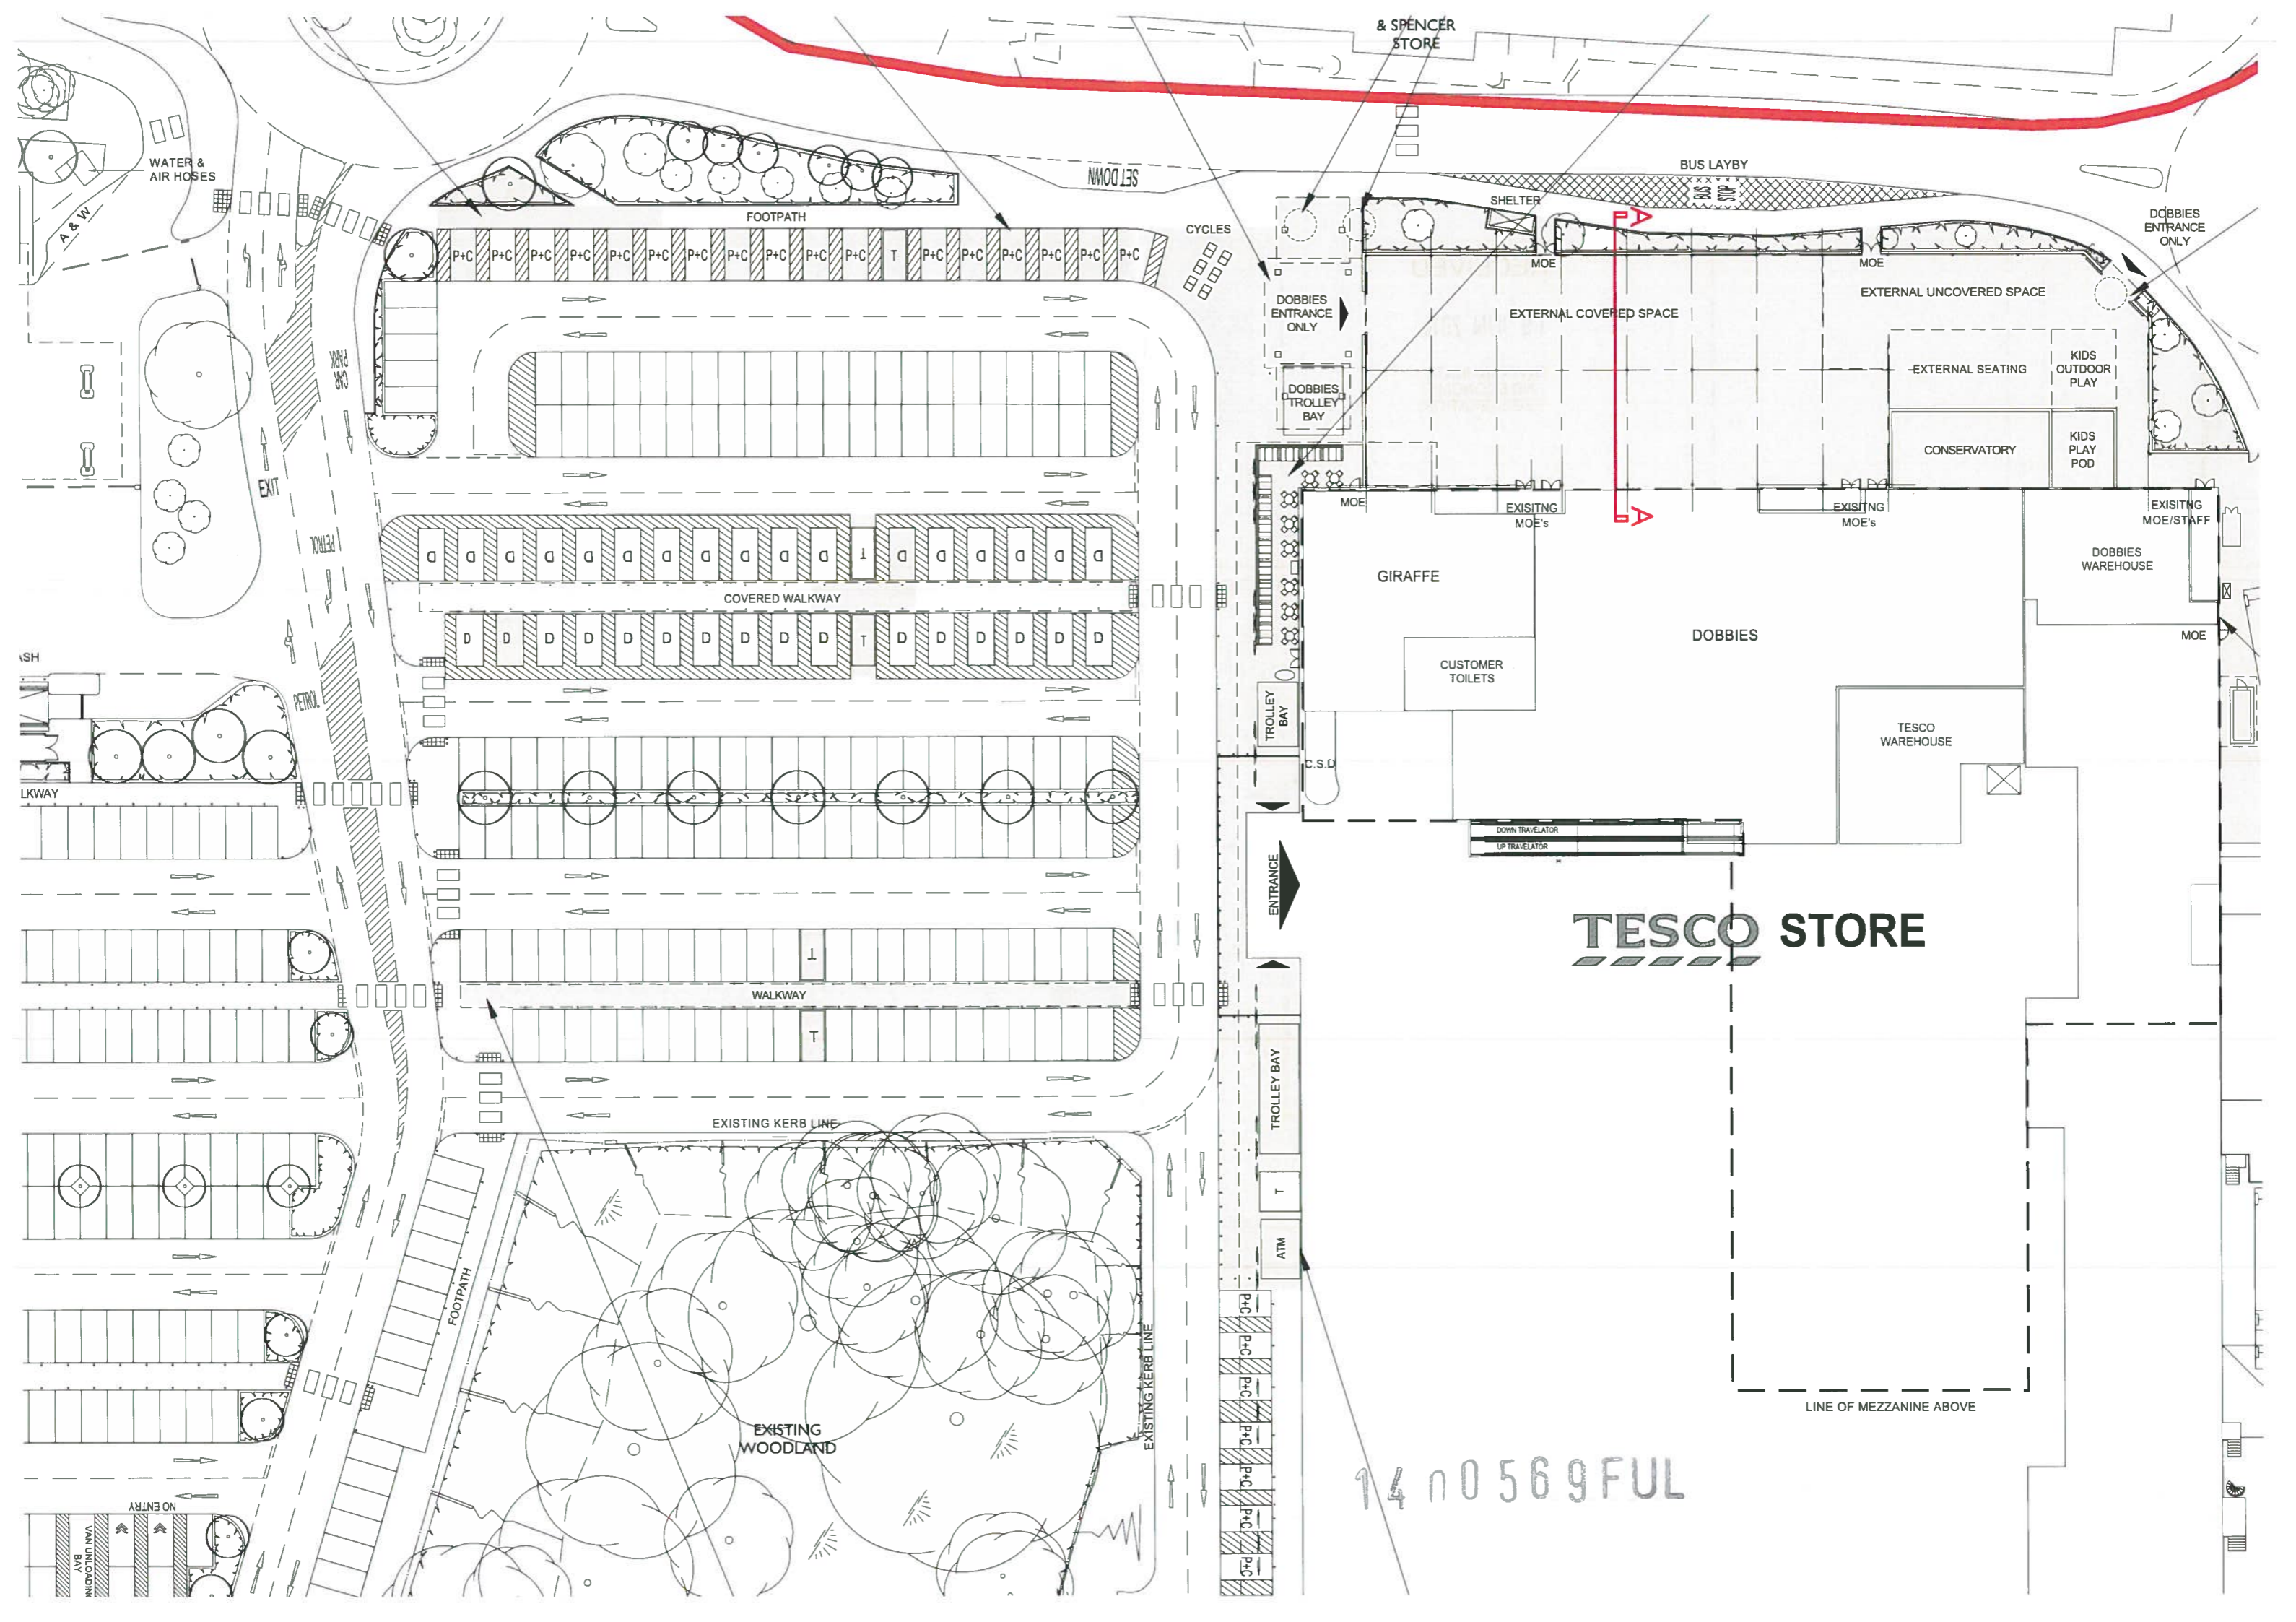 & SPENCER
STORE
WATER &
AIR HOSES
A & W
SET DOWN
BUS LAYBY
BUS
STOP
SHELTER
FOOTPATH
CYCLES
DOBBIES
ENTRANCE
ONLY
P+C P+C P+C P+C P+C P+C P+C P+C P+C P+C P+C T P+C P+C P+C P+C P+C P+C
A
MOE
MOE
DOBBIES
ENTRANCE
ONLY
EXTERNAL COVERED SPACE
EXTERNAL UNCOVERED SPACE
CAR
PARK
DOBBIES
TROLLEY
BAY
EXTERNAL SEATING
KIDS
OUTDOOR
PLAY
CONSERVATORY
KIDS
PLAY
POD
EXIT
MOE
EXISITNG
MOE's
A
EXISITNG
MOE's
EXISITNG
MOE/STAFF
PETROL
D D D D D D D D D D D T D D D D D D
COVERED WALKWAY
D D D D D D D D D D T D D D D D D
GIRAFFE
DOBBIES
WAREHOUSE
DOBBIES
MOE
CUSTOMER
TOILETS
PETROL
TROLLEY
BAY
TESCO
WAREHOUSE
C.S.D
DOWN TRAVELATOR
UP TRAVELATOR
ENTRANCE
TESCO STORE
T
WALKWAY
T
TROLLEY BAY
EXISTING KERB LINE
T
ATM
FOOTPATH
EXISTING KERB LINE
P+C
P+C
P+C
P+C
P+C
P+C
P+C
LINE OF MEZZANINE ABOVE
EXISTING
WOODLAND
NO ENTRY
VAN UNLOADING
BAY